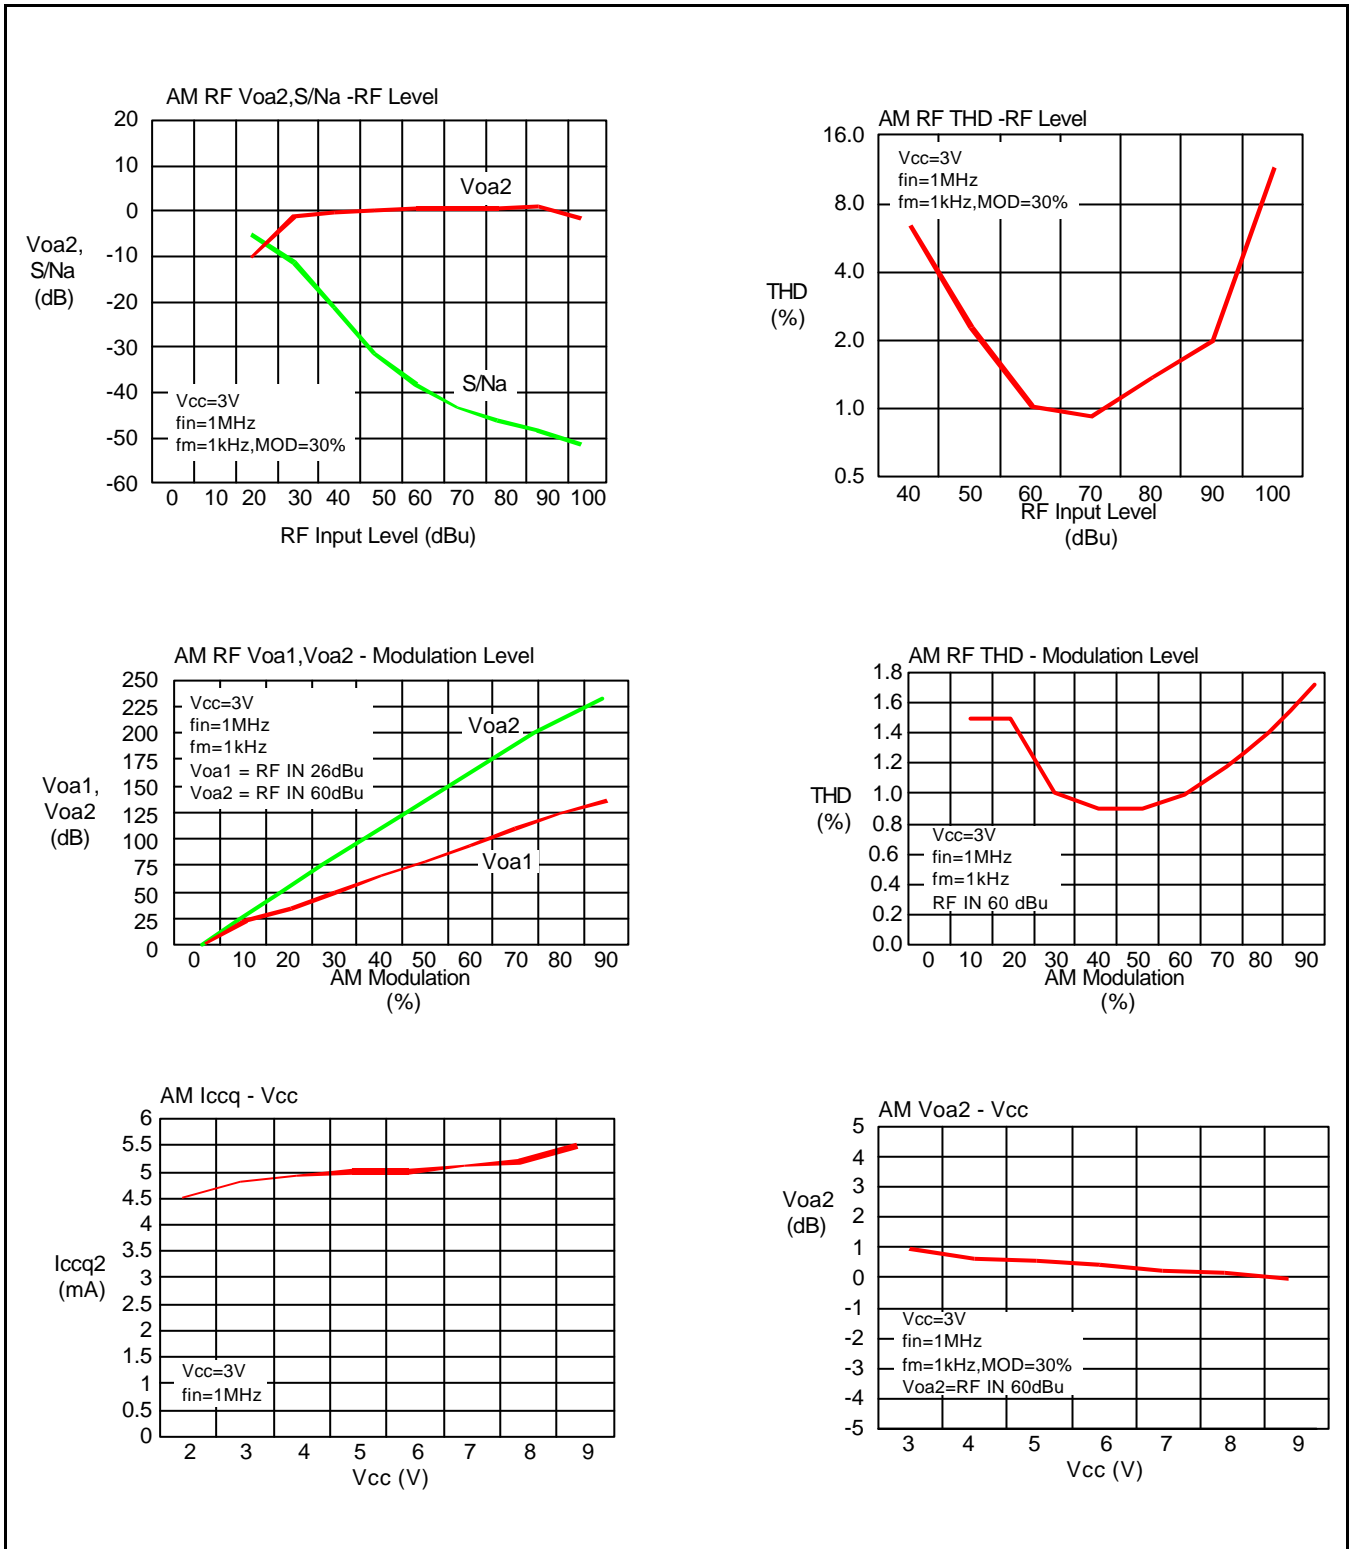 AM RF Voa2,S/Na -RF Level
20
10
0
-10
-20
-30
-40
-50
-60
Voa2,
S/Na
(dB)
Voa2
S/Na
Vcc=3V
fin=1MHz
fm=1kHz,MOD=30%
0 10 20 30 40 50 60 70 80 90 100
RF Input Level (dBu)
AM RF THD -RF Level
16.0
8.0
4.0
2.0
1.0
0.5
THD
(%)
Vcc=3V
fin=1MHz
fm=1kHz,MOD=30%
40 50 60 70 80 90 100
RF Input Level
(dBu)
AM RF Voa1,Voa2 - Modulation Level
250
225
200
175
150
125
100
75
50
25
0
Voa1,
Voa2
(dB)
Vcc=3V
fin=1MHz
fm=1kHz
Voa1 = RF IN 26dBu
Voa2 = RF IN 60dBu
Voa2
Voa1
0 10 20 30 40 50 60 70 80 90
AM Modulation
(%)
AM RF THD - Modulation Level
1.8
1.6
1.4
1.2
1.0
0.8
0.6
0.4
0.2
0.0
THD
(%)
Vcc=3V
fin=1MHz
fm=1kHz
RF IN 60 dBu
0 10 20 30 40 50 60 70 80 90
AM Modulation
(%)
AM Iccq - Vcc
6
5.5
5
4.5
4
3.5
3
2.5
2
1.5
1
0.5
0
Iccq2
(mA)
Vcc=3V
fin=1MHz
2 3 4 5 6 7 8 9
Vcc (V)
AM Voa2 - Vcc
5
4
3
2
1
0
-1
-2
-3
-4
-5
Voa2
(dB)
Vcc=3V
fin=1MHz
fm=1kHz,MOD=30%
Voa2=RF IN 60dBu
3 4 5 6 7 8 9
Vcc (V)